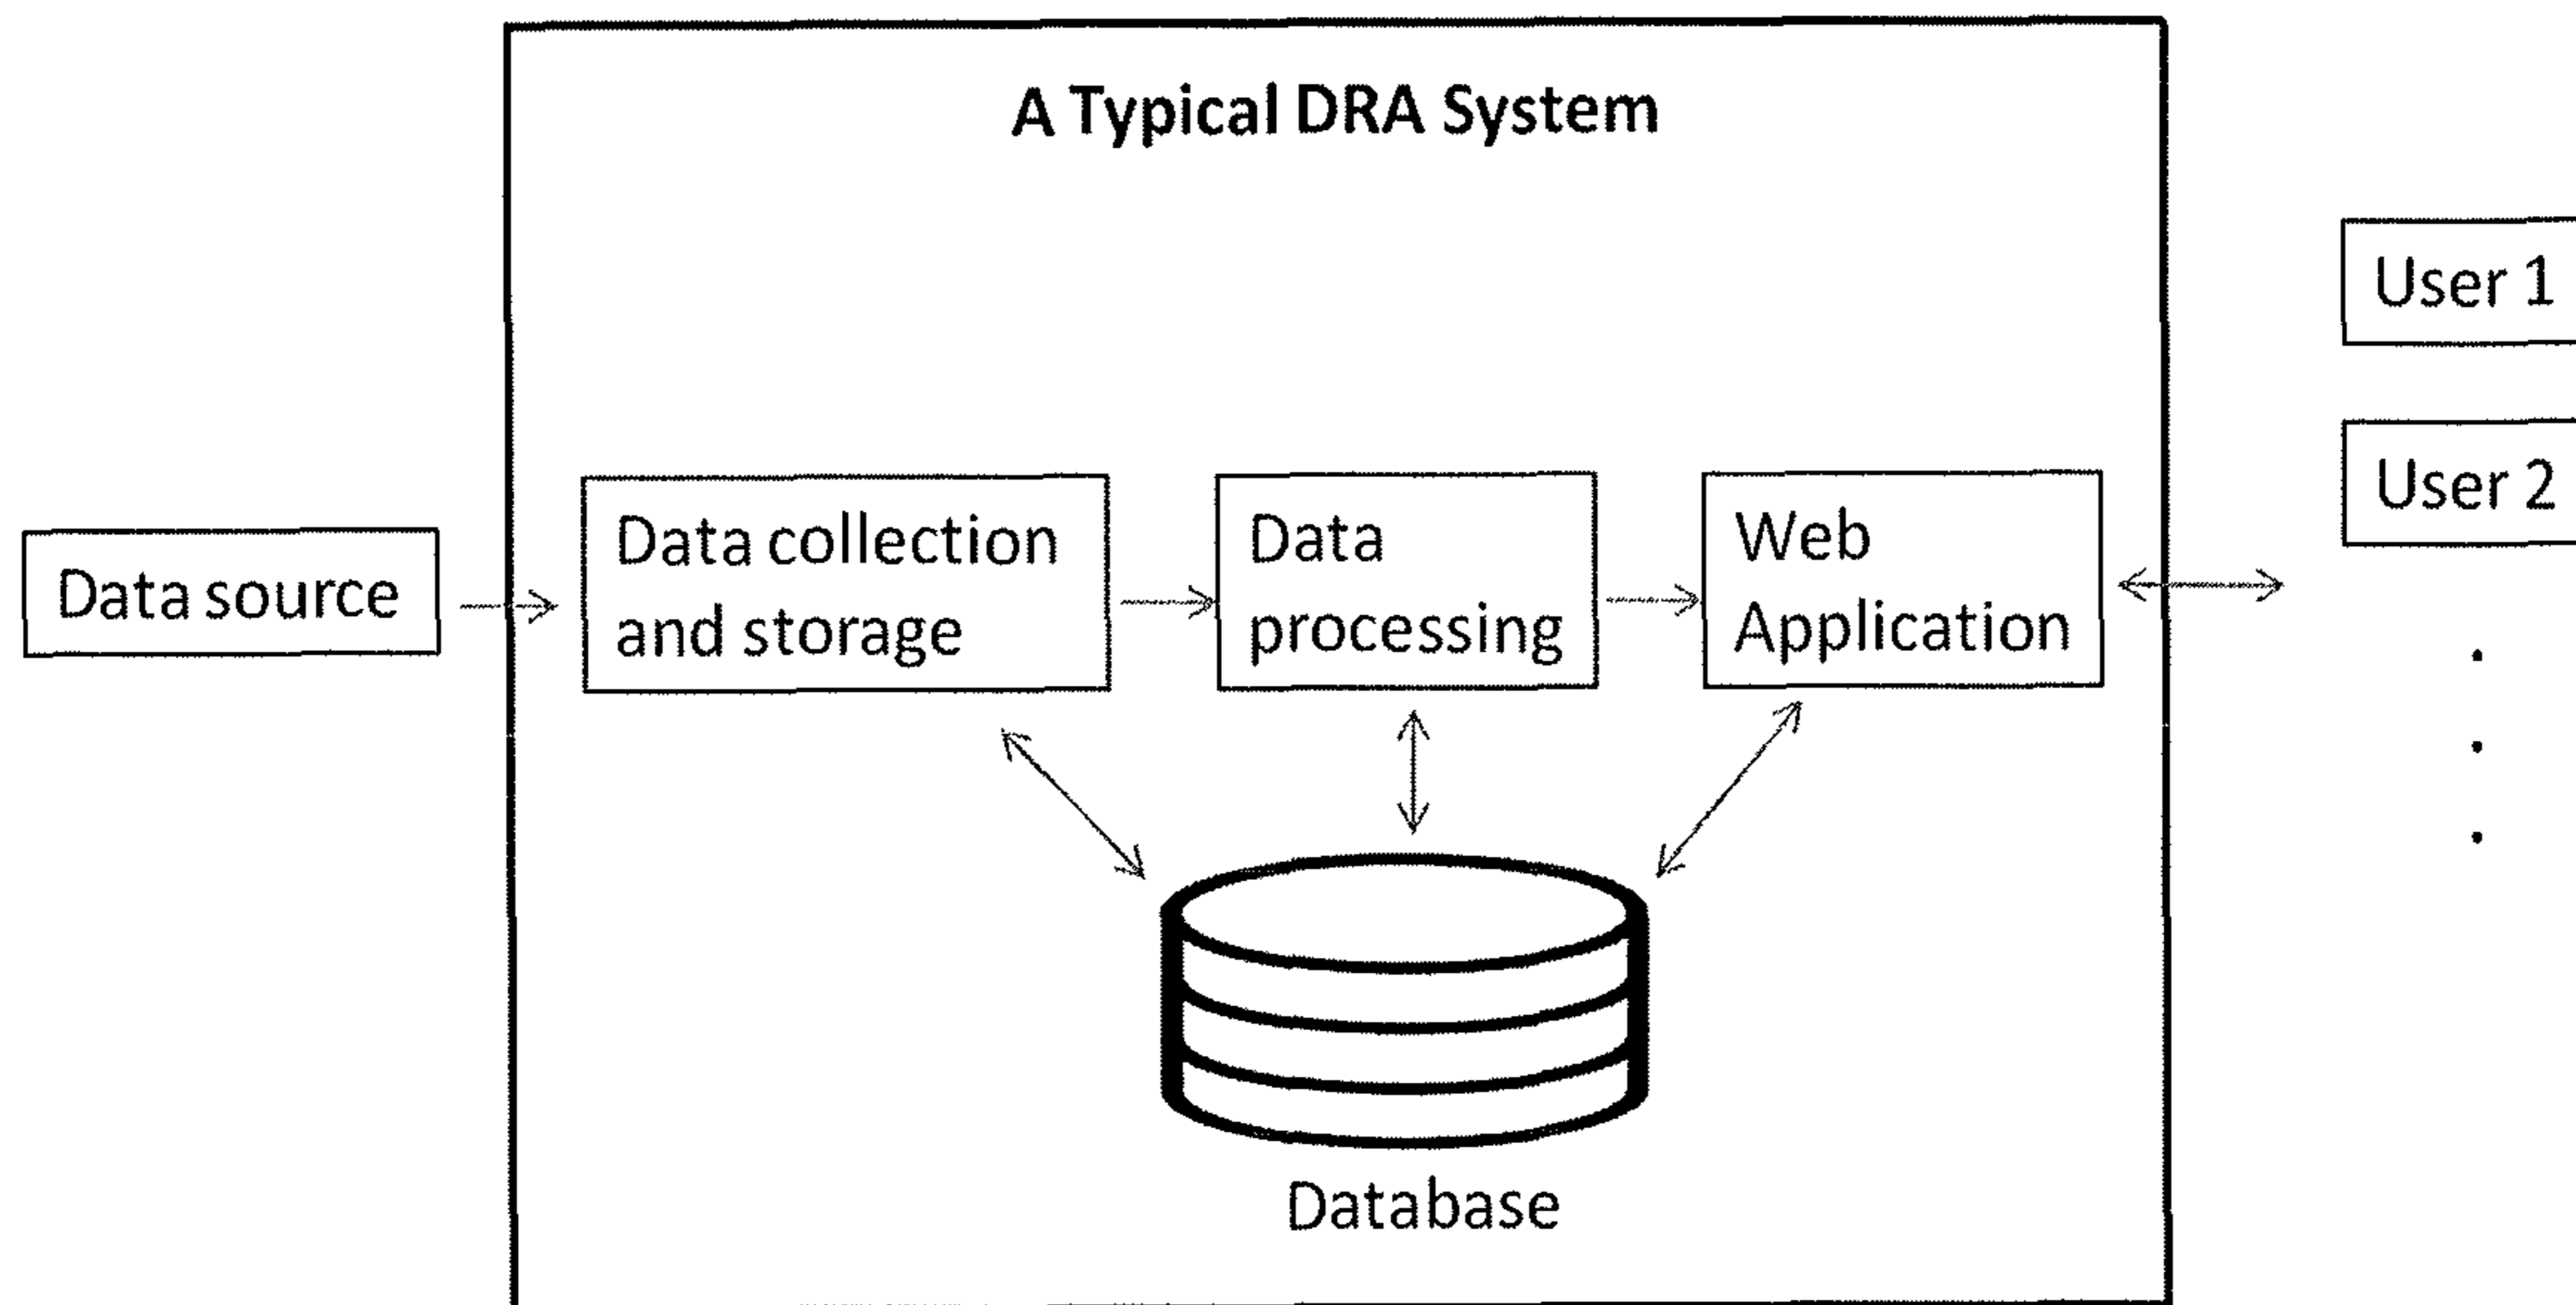 A Typical DRA System
User 1
User 2
Data source
Data collection
and storage
Data
processing
Web
Application
.
.
.
Database